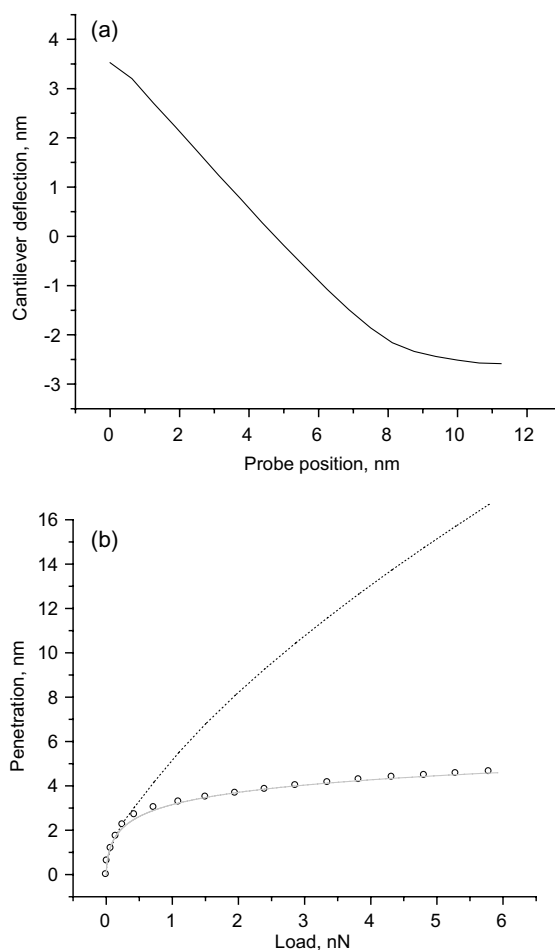 (a)
4
3
2
1
0
-1
-2
-3
Cantilever deflection, nm
0 2 4 6 8 10 12
Probe position, nm
(b)
16
14
12
10
8
6
4
2
0
Penetration, nm
0 1 2 3 4 5 6
Load, nN